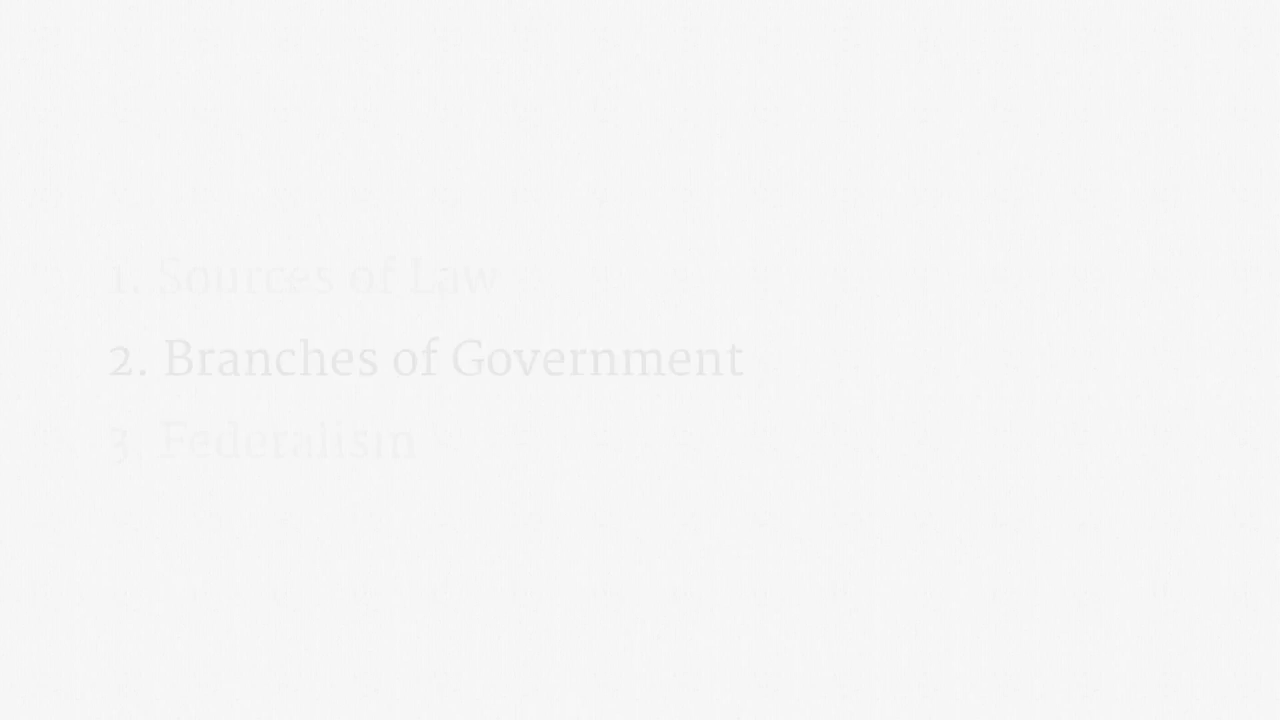 1. Sources of Law
2. Branches of Government
3. Federalism